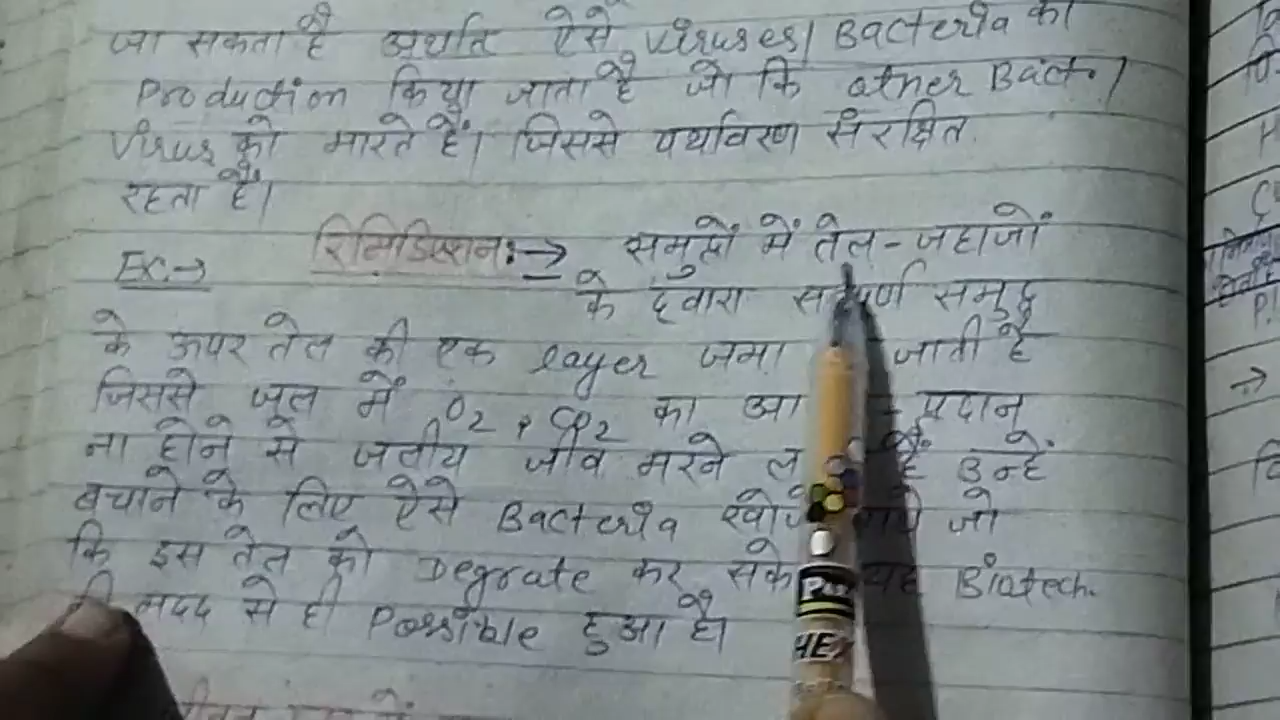 जा सकता है अर्थात ऐसे Viruses/ Bacteria का
Production किया जाता है जो कि other Bact./
Virus को मारते हैं। जिससे पर्यावरण संरक्षित
रहता है।
Ex:→ रिमिडिएशन:→ समुद्रों में तेल-जहाजों
के द्वारा समुद्र
के ऊपर तेल की एक layer जमा जाती है
जिससे जल में O2, CO2 का प्रदान
ना होने से जलीय जीव मरने हैं उन्हें
बचाने के लिए ऐसे Bacteria जो
कि इस तेल को Degrate कर सके यह Biotech.
मदद से ही Possible हुआ है।
HEX